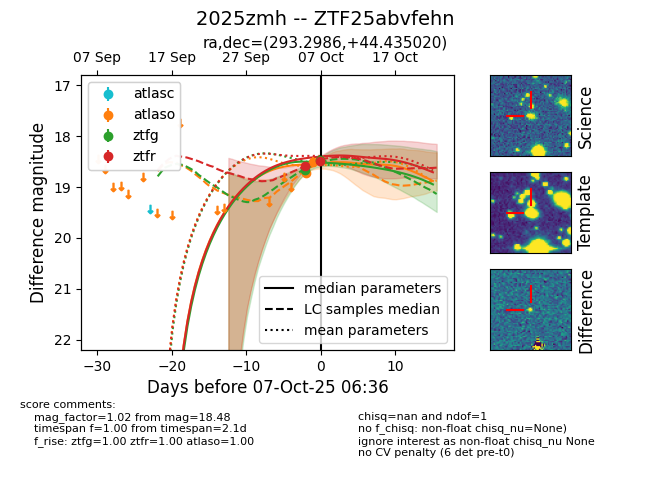 2025zmh -- ZTF25abvfehn
ra,dec=(293.2986,+44.435020)
07 Sep 17 Sep 27 Sep 07 Oct 17 Oct
17
18
19
20
21
22
Difference magnitude
atlasc
atlaso
ztfg
ztfr
median parameters
LC samples median
mean parameters
−30 −20 −10 0 10
Days before 07-Oct-25 06:36
Science
Template
Difference
score comments:
mag_factor=1.02 from mag=18.48
timespan f=1.00 from timespan=2.1d
f_rise: ztfg=1.00 ztfr=1.00 atlaso=1.00
chisq=nan and ndof=1
no f_chisq: non-float chisq_nu=None)
ignore interest as non-float chisq_nu None
no CV penalty (6 det pre-t0)